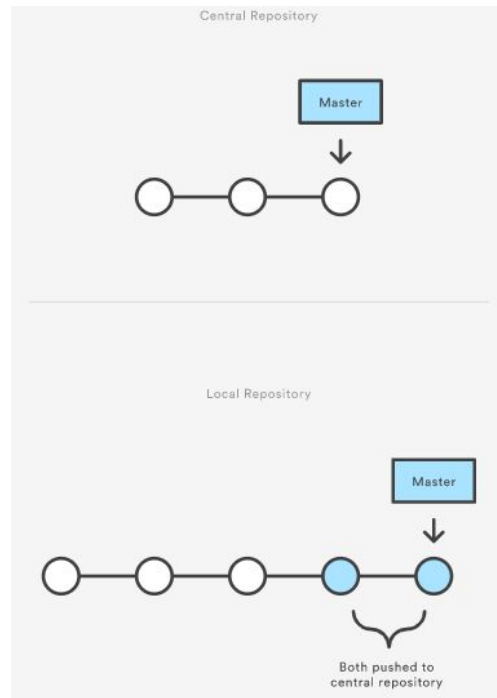 Central Repository
Master
Local Repository
Master
Both pushed to
central repository